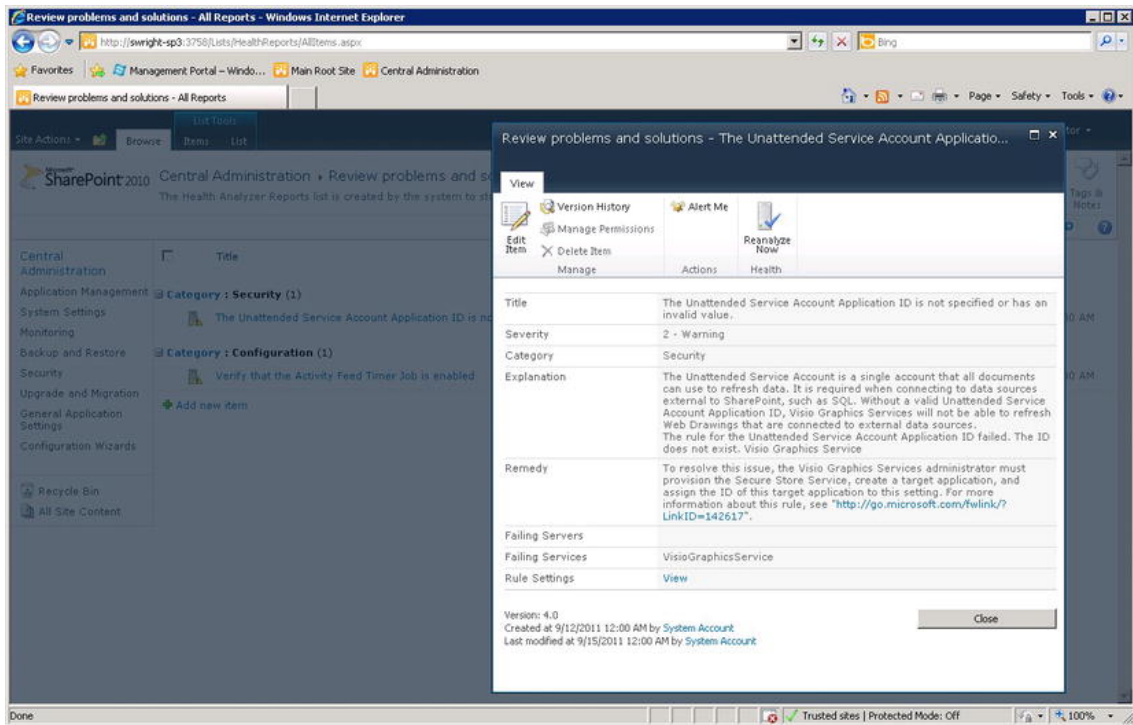 Review problems and solutions - All Reports - Windows Internet Explorer
http://swright-sp3:3758/Lists/HealthReports/AllItems.aspx
Bing
Favorites
Management Portal – Windo...
Main Root Site
Central Administration
Review problems and solutions - All Reports
Page
Safety
Tools
List Tools
Site Actions
Browse
Items
List
Microsoft
SharePoint 2010
Central Administration
Review problems and s
The Health Analyzer Reports list is created by the system to st
Tags &
Notes
Central
Administration
Application Management
System Settings
Monitoring
Backup and Restore
Security
Upgrade and Migration
General Application
Settings
Configuration Wizards
Recycle Bin
All Site Content
Title
Category : Security (1)
The Unattended Service Account Application ID is no
Category : Configuration (1)
Verify that the Activity Feed Timer Job is enabled
Add new item
Review problems and solutions - The Unattended Service Account Applicatio...
View
Edit
Item
Version History
Manage Permissions
Delete Item
Manage
Alert Me
Actions
Reanalyze
Now
Health
Title
The Unattended Service Account Application ID is not specified or has an
invalid value.
Severity
2 - Warning
Category
Security
Explanation
The Unattended Service Account is a single account that all documents
can use to refresh data. It is required when connecting to data sources
external to SharePoint, such as SQL. Without a valid Unattended Service
Account Application ID, Visio Graphics Services will not be able to refresh
Web Drawings that are connected to external data sources.
The rule for the Unattended Service Account Application ID failed. The ID
does not exist. Visio Graphics Service
Remedy
To resolve this issue, the Visio Graphics Services administrator must
provision the Secure Store Service, create a target application, and
assign the ID of this target application to this setting. For more
information about this rule, see "http://go.microsoft.com/fwlink/?
LinkID=142617".
Failing Servers
Failing Services
VisioGraphicsService
Rule Settings
View
Version: 4.0
Created at 9/12/2011 12:00 AM by System Account
Last modified at 9/15/2011 12:00 AM by System Account
Close
Done
Trusted sites | Protected Mode: Off
100%